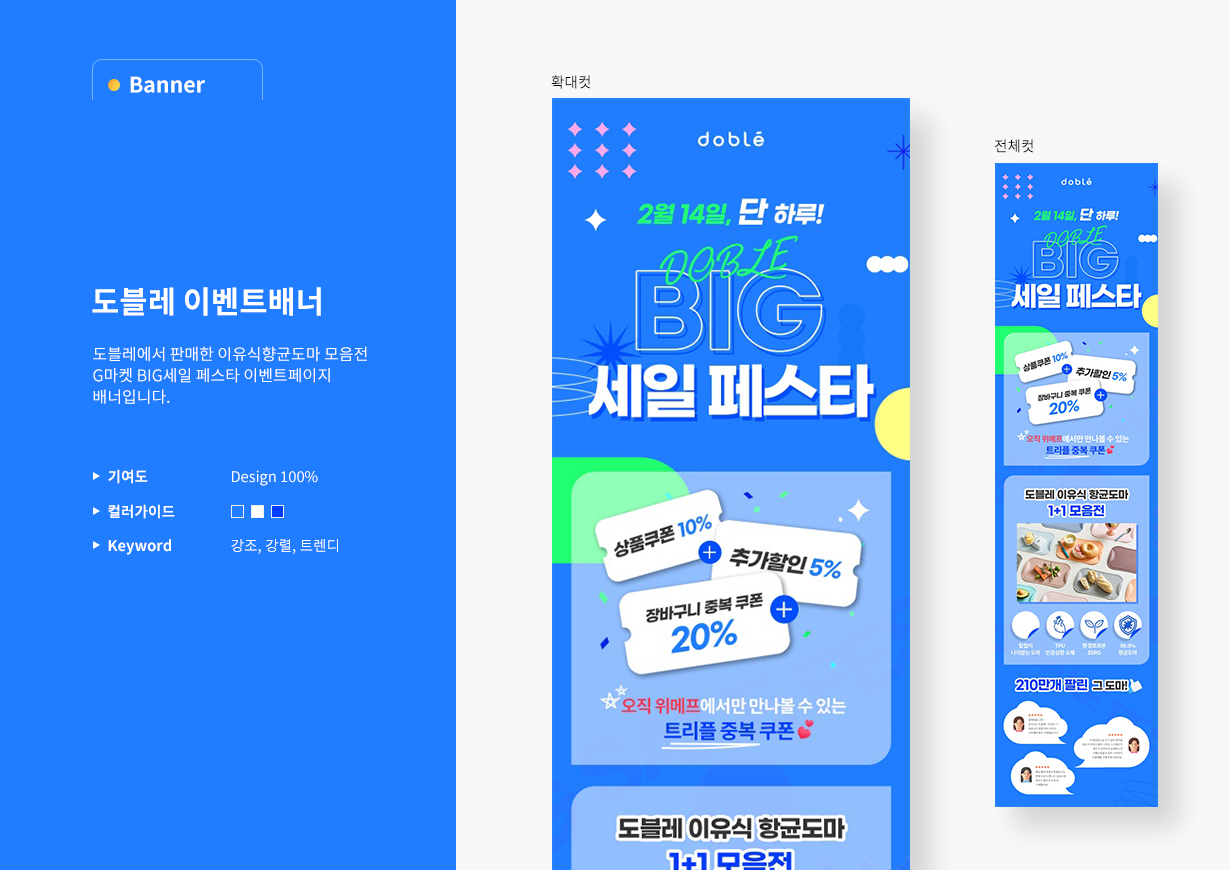 Banner
도블레 이벤트배너
도블레에서 판매한 이유식향균도마 모음전
G마켓 BIG세일 페스타 이벤트페이지
배너입니다.
기여도 Design 100%
컬러가이드
Keyword 강조, 강렬, 트렌디
확대컷
doblé
2월 14일, 단 하루!
DOBLE
BIG
세일 페스타
상품쿠폰 10%
추가할인 5%
장바구니 중복 쿠폰
20%
오직 위메프에서만 만나볼 수 있는
트리플 중복 쿠폰
도블레 이유식 향균도마
1+1 모음전
전체컷
doblé
2월 14일, 단 하루!
DOBLE
BIG
세일 페스타
상품쿠폰 10%
추가할인 5%
장바구니 중복 쿠폰
20%
오직 위메프에서만 만나볼 수 있는
트리플 중복 쿠폰
도블레 이유식 향균도마
1+1 모음전
TPU
ZERO
99.9%
향균도마
210만개 팔린 그 도마!